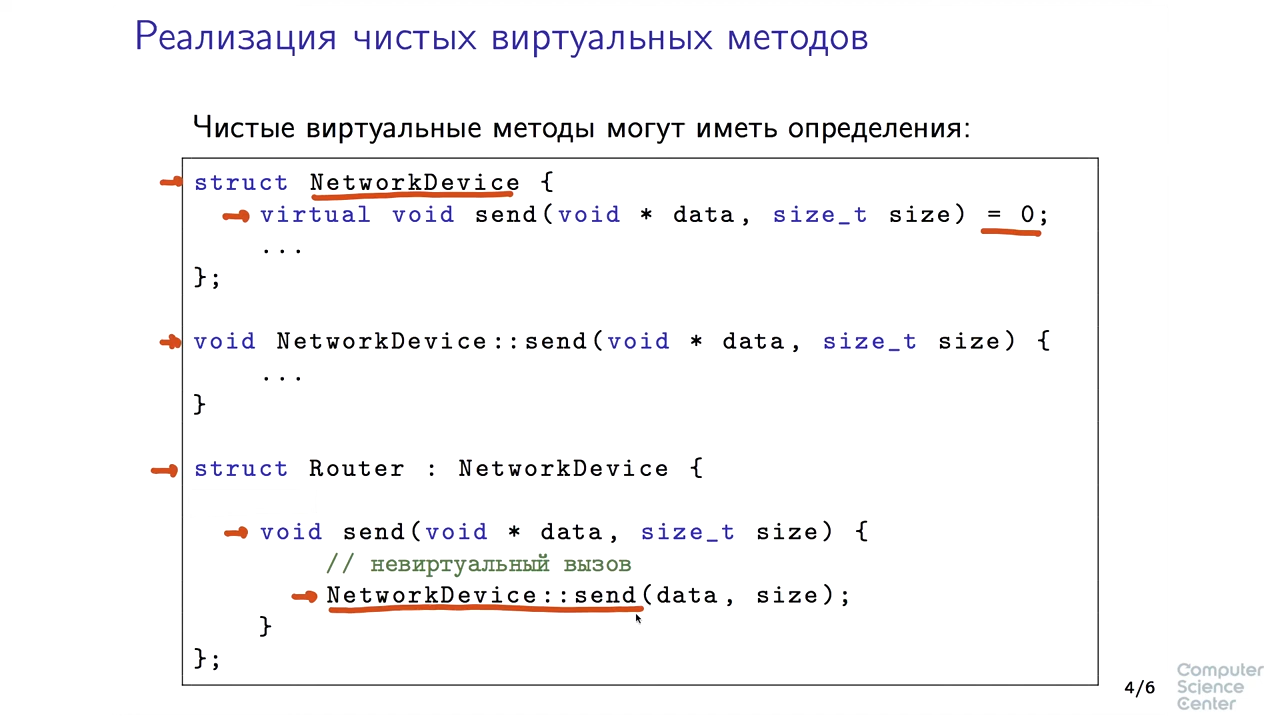 Реализация чистых виртуальных методов
Чистые виртуальные методы могут иметь определения:
struct NetworkDevice {
virtual void send(void * data, size_t size) = 0;
...
};
void NetworkDevice::send(void * data, size_t size) {
...
}
struct Router : NetworkDevice {
void send(void * data, size_t size) {
// невиртуальный вызов
NetworkDevice::send(data, size);
}
};
4/6
Computer
Science
Center